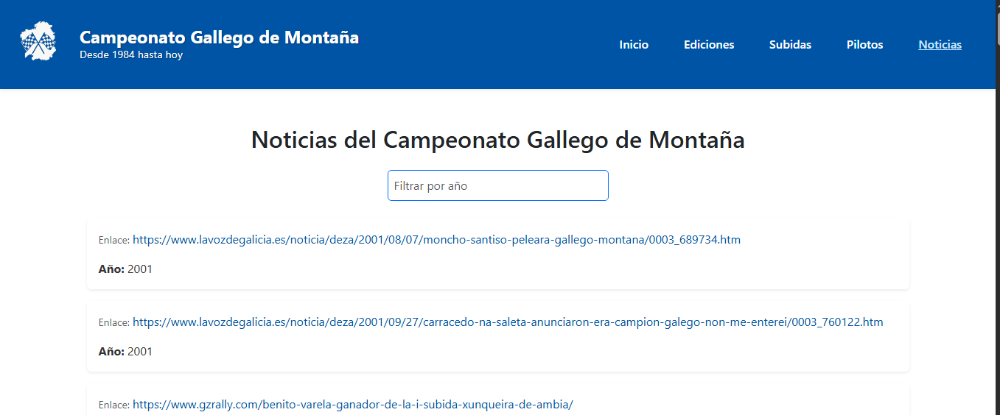 Campeonato Gallego de Montaña
Desde 1984 hasta hoy
Inicio Ediciones Subidas Pilotos Noticias
Noticias del Campeonato Gallego de Montaña
Filtrar por año
Enlace: https://www.lavozdegalicia.es/noticia/deza/2001/08/07/moncho-santiso-peleara-gallego-montana/0003_689734.htm
Año: 2001
Enlace: https://www.lavozdegalicia.es/noticia/deza/2001/09/27/carracedo-na-saleta-anunciaron-era-campion-galego-non-me-enterei/0003_760122.htm
Año: 2001
Enlace: https://www.gzrally.com/benito-varela-ganador-de-la-i-subida-xunqueira-de-ambia/